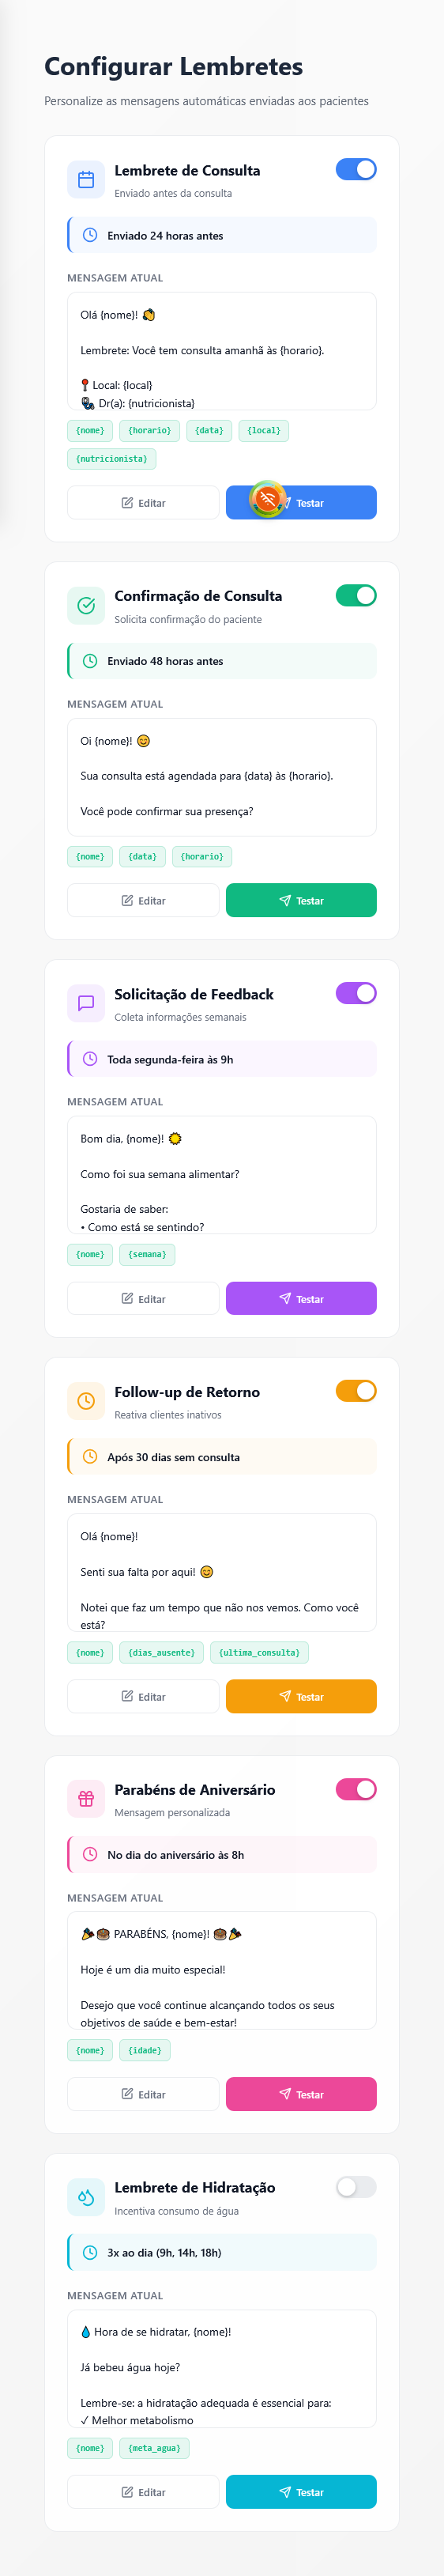 Configurar Lembretes
Personalize as mensagens automáticas enviadas aos pacientes
Lembrete de Consulta
Enviado antes da consulta
Enviado 24 horas antes
MENSAGEM ATUAL
Olá {nome}! 👋
Lembrete: Você tem consulta amanhã às {horario}.
📍 Local: {local}
👩‍⚕️ Dr(a): {nutricionista}
{nome} {horario} {data} {local}
{nutricionista}
Editar Testar
Confirmação de Consulta
Solicita confirmação do paciente
Enviado 48 horas antes
MENSAGEM ATUAL
Oi {nome}! 😊
Sua consulta está agendada para {data} às {horario}.
Você pode confirmar sua presença?
{nome} {data} {horario}
Editar Testar
Solicitação de Feedback
Coleta informações semanais
Toda segunda-feira às 9h
MENSAGEM ATUAL
Bom dia, {nome}! ☀️
Como foi sua semana alimentar?
Gostaria de saber:
• Como está se sentindo?
{nome} {semana}
Editar Testar
Follow-up de Retorno
Reativa clientes inativos
Após 30 dias sem consulta
MENSAGEM ATUAL
Olá {nome}!
Senti sua falta por aqui! 😊
Notei que faz um tempo que não nos vemos. Como você
está?
{nome} {dias_ausente} {ultima_consulta}
Editar Testar
Parabéns de Aniversário
Mensagem personalizada
No dia do aniversário às 8h
MENSAGEM ATUAL
🎉🎂 PARABÉNS, {nome}! 🎂🎉
Hoje é um dia muito especial!
Desejo que você continue alcançando todos os seus
objetivos de saúde e bem-estar!
{nome} {idade}
Editar Testar
Lembrete de Hidratação
Incentiva consumo de água
3x ao dia (9h, 14h, 18h)
MENSAGEM ATUAL
💧 Hora de se hidratar, {nome}!
Já bebeu água hoje?
Lembre-se: a hidratação adequada é essencial para:
✓ Melhor metabolismo
{nome} {meta_agua}
Editar Testar